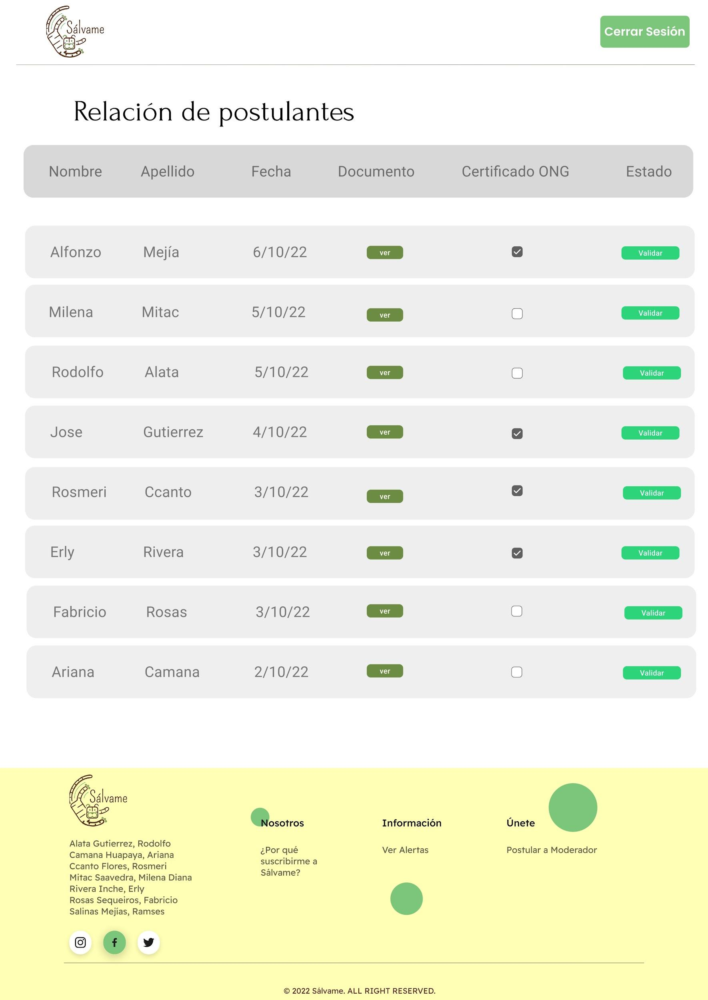 Sálvame
Cerrar Sesión
Relación de postulantes
Nombre Apellido Fecha Documento Certificado ONG Estado
Alfonzo Mejía 6/10/22 ver Validar
Milena Mitac 5/10/22 ver Validar
Rodolfo Alata 5/10/22 ver Validar
Jose Gutierrez 4/10/22 ver Validar
Rosmeri Ccanto 3/10/22 ver Validar
Erly Rivera 3/10/22 ver Validar
Fabricio Rosas 3/10/22 ver Validar
Ariana Camana 2/10/22 ver Validar
Sálvame
Alata Gutierrez, Rodolfo
Camana Huapaya, Ariana
Ccanto Flores, Rosmeri
Mitac Saavedra, Milena Diana
Rivera Inche, Erly
Rosas Sequeiros, Fabricio
Salinas Mejías, Ramses
Nosotros
¿Por qué
suscribirme a
Sálvame?
Información
Ver Alertas
Únete
Postular a Moderador
© 2022 Sálvame. ALL RIGHT RESERVED.